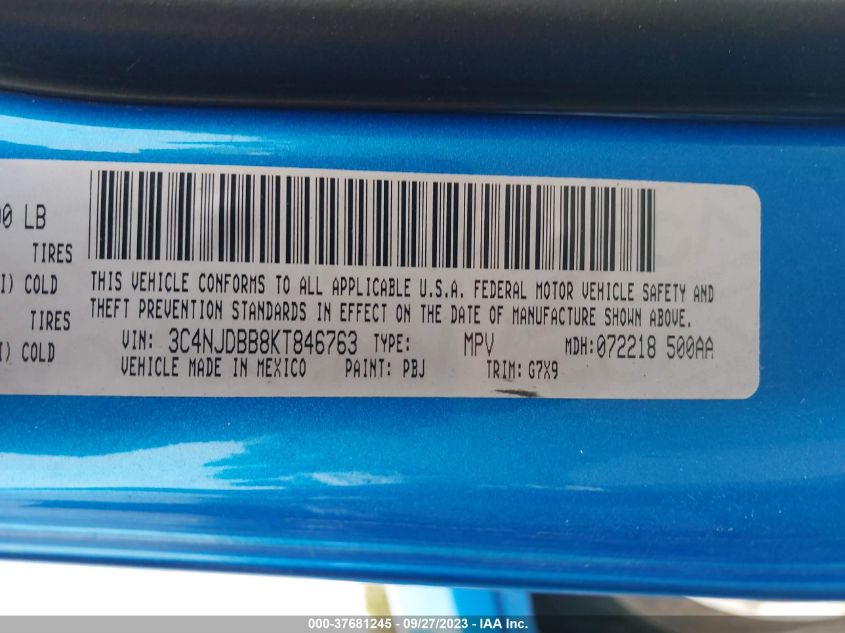 00 LB
TIRES
I) COLD
TIRES
I) COLD
THIS VEHICLE CONFORMS TO ALL APPLICABLE U.S.A. FEDERAL MOTOR VEHICLE SAFETY AND
THEFT PREVENTION STANDARDS IN EFFECT ON THE DATE OF MANUFACTURE SHOWN ABOVE.
VIN: 3C4NJDBB8KT846763 TYPE: MPV MDH:072218 500AA
VEHICLE MADE IN MEXICO PAINT: PBJ TRIM: G7X9
000-37681245 - 09/27/2023 - IAA Inc.